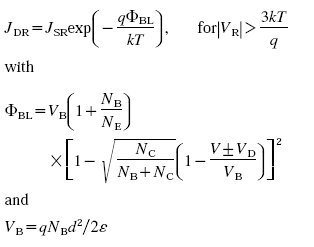 J_DR = J_SR exp(− qΦ_BL / kT), for|V_R| > 3kT / q
with
Φ_BL = V_B(1 + N_B / N_E)
× [1 − √(N_C / (N_B + N_C) (1 − (V ± V_D) / V_B))]²
and
V_B = qN_Bd²/2ε